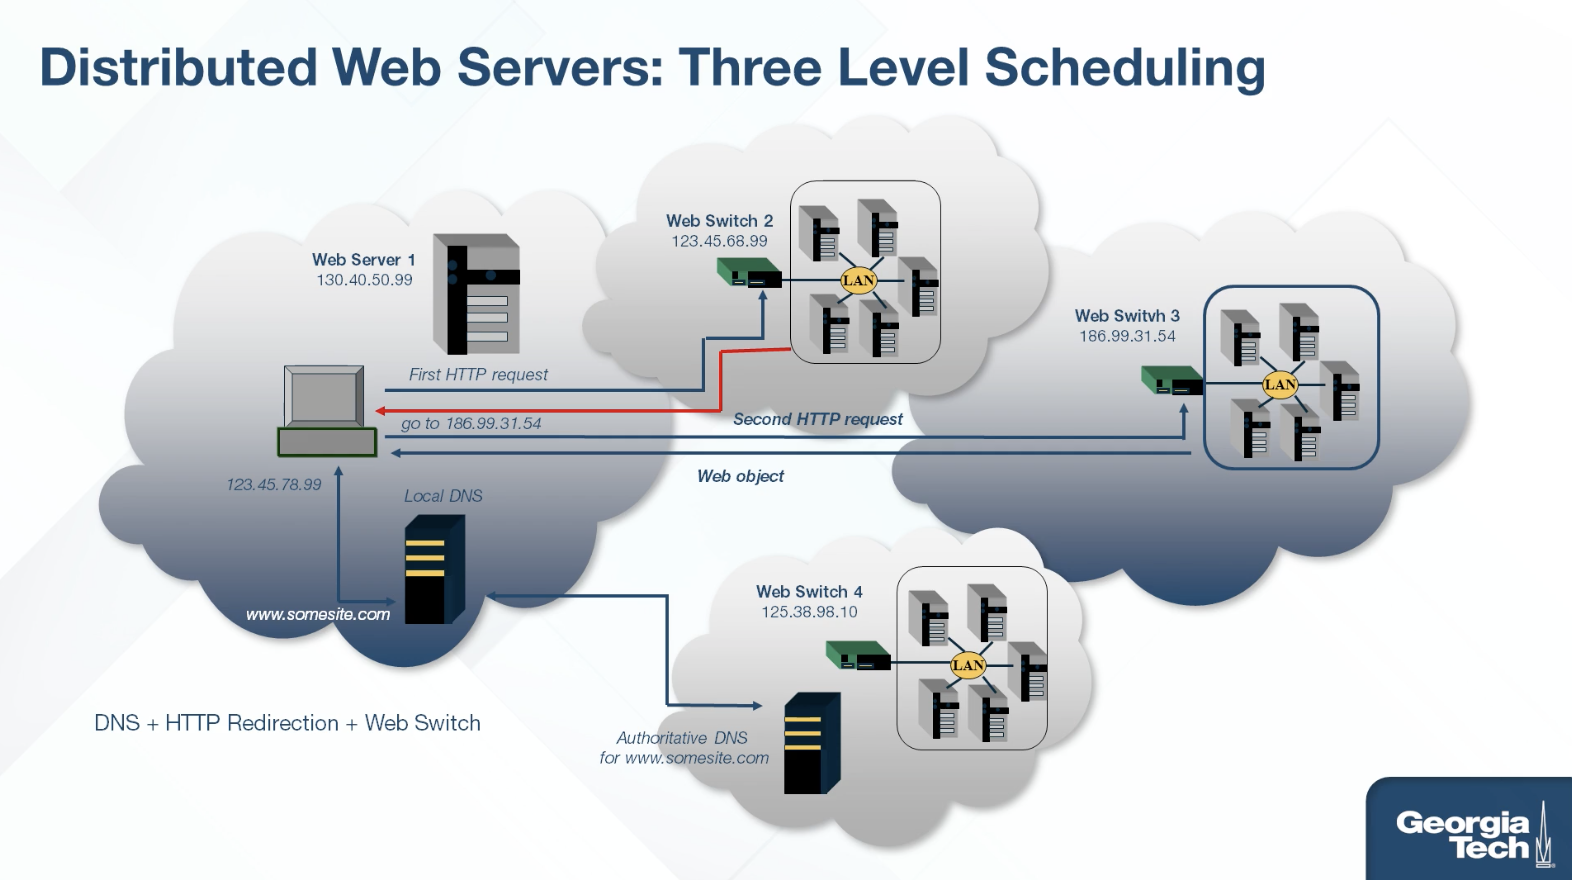 Distributed Web Servers: Three Level Scheduling
Web Switch 2
123.45.68.99
LAN
Web Server 1
130.40.50.99
Web Switvh 3
186.99.31.54
LAN
First HTTP request
go to 186.99.31.54
Second HTTP request
Web object
123.45.78.99
Local DNS
www.somesite.com
Web Switch 4
125.38.98.10
LAN
DNS + HTTP Redirection + Web Switch
Authoritative DNS
for www.somesite.com
Georgia
Tech